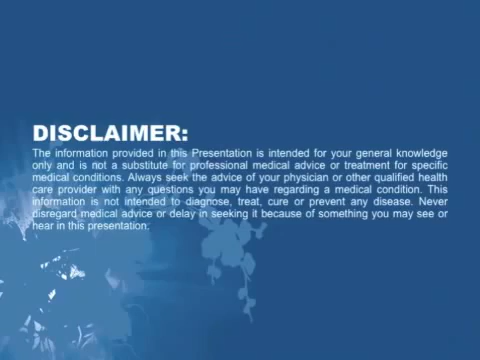 DISCLAIMER:
The information provided in this Presentation is intended for your general knowledge
only and is not a substitute for professional medical advice or treatment for specific
medical conditions. Always seek the advice of your physician or other qualified health
care provider with any questions you may have regarding a medical condition. This
information is not intended to diagnose, treat, cure or prevent any disease. Never
disregard medical advice or delay in seeking it because of something you may see or
hear in this presentation.